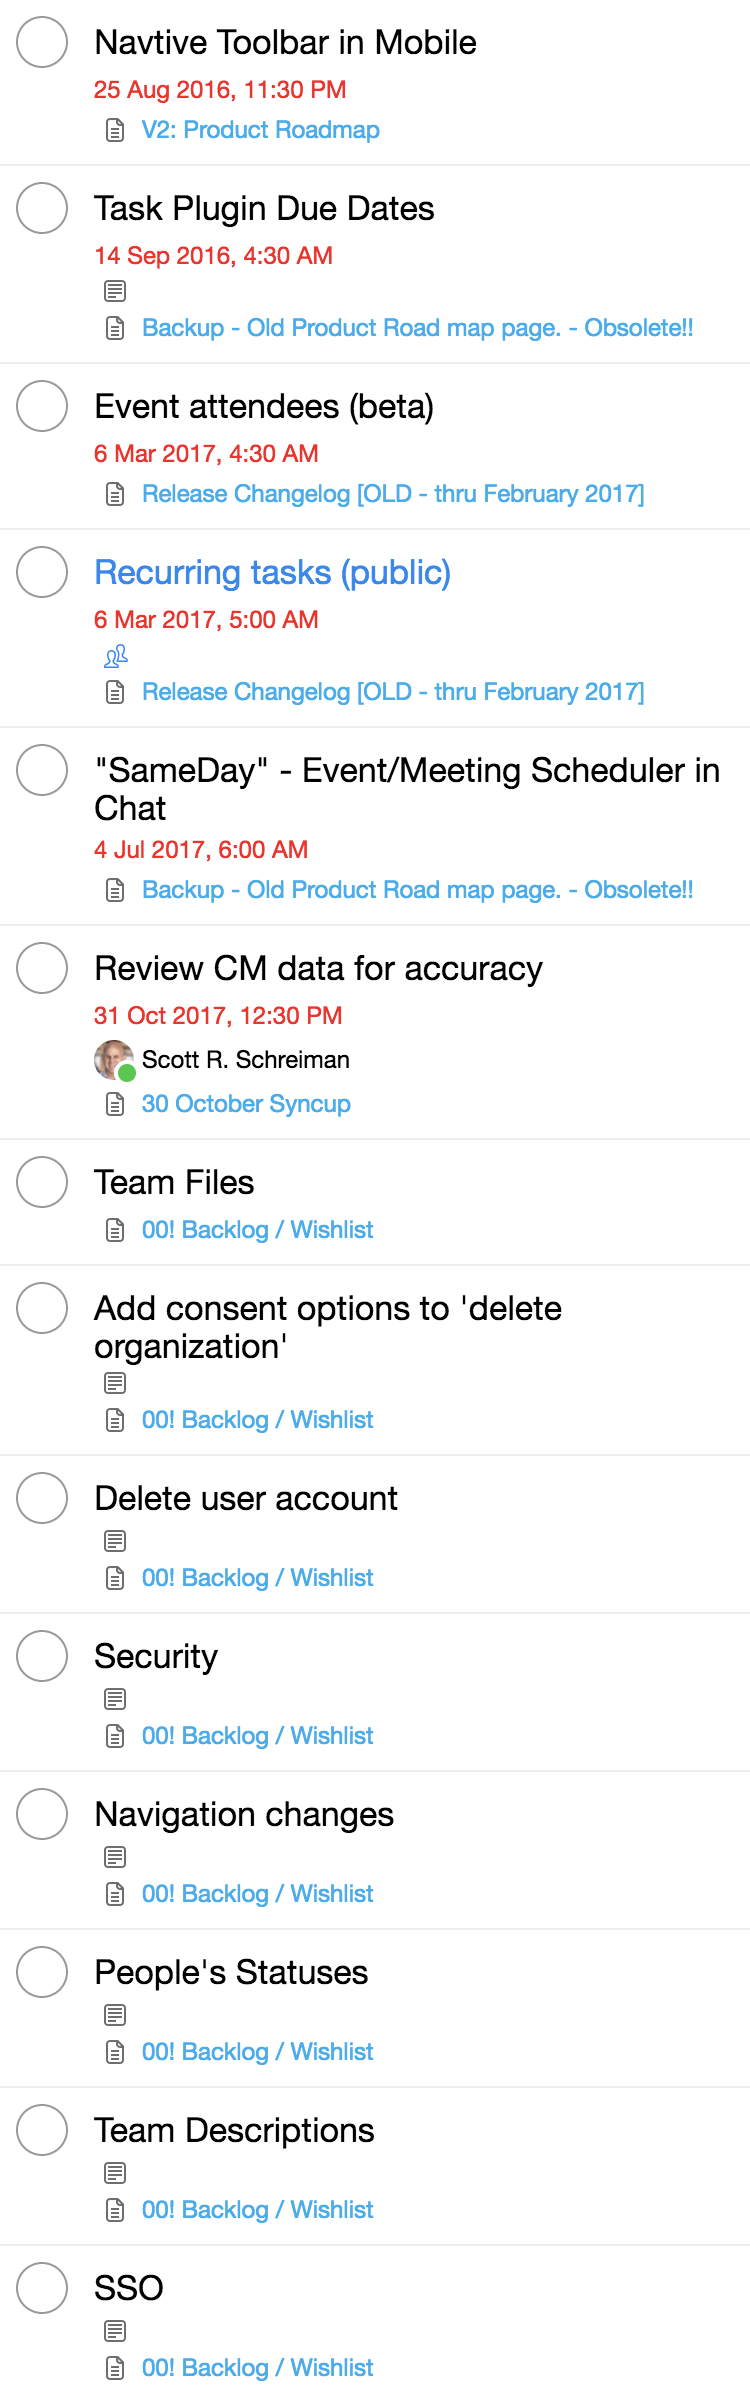 Navtive Toolbar in Mobile
25 Aug 2016, 11:30 PM
V2: Product Roadmap
Task Plugin Due Dates
14 Sep 2016, 4:30 AM
Backup - Old Product Road map page. - Obsolete!!
Event attendees (beta)
6 Mar 2017, 4:30 AM
Release Changelog [OLD - thru February 2017]
Recurring tasks (public)
6 Mar 2017, 5:00 AM
Release Changelog [OLD - thru February 2017]
"SameDay" - Event/Meeting Scheduler in
Chat
4 Jul 2017, 6:00 AM
Backup - Old Product Road map page. - Obsolete!!
Review CM data for accuracy
31 Oct 2017, 12:30 PM
Scott R. Schreiman
30 October Syncup
Team Files
00! Backlog / Wishlist
Add consent options to 'delete
organization'
00! Backlog / Wishlist
Delete user account
00! Backlog / Wishlist
Security
00! Backlog / Wishlist
Navigation changes
00! Backlog / Wishlist
People's Statuses
00! Backlog / Wishlist
Team Descriptions
00! Backlog / Wishlist
SSO
00! Backlog / Wishlist